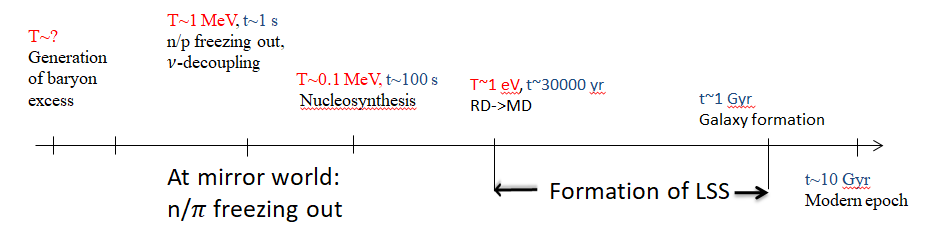 T~?
Generation
of baryon
excess
T~1 MeV, t~1 s
n/p freezing out,
ν-decoupling
T~0.1 MeV, t~100 s
Nucleosynthesis
T~1 eV, t~30000 yr
RD->MD
t~1 Gyr
Galaxy formation
At mirror world:
n/π freezing out
Formation of LSS
t~10 Gyr
Modern epoch